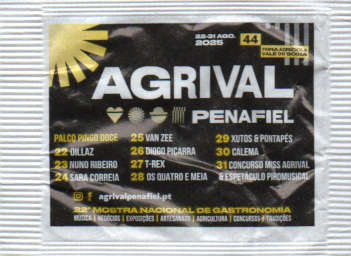 22-31 AGO.
2025
44
FEIRA AGRÍCOLA
VALE DO SOUSA
AGRIVAL
PENAFIEL
PALCO PINGO DOCE
22 DILLAZ
23 NUNO RIBEIRO
24 SARA CORREIA
25 VAN ZEE
26 DIOGO PIÇARRA
27 T-REX
28 OS QUATRO E MEIA
29 XUTOS & PONTAPÉS
30 CALEMA
31 CONCURSO MISS AGRIVAL
& ESPETÁCULO PIROMUSICAL
agrivalpenafiel.pt
22ª MOSTRA NACIONAL DE GASTRONOMIA
MÚSICA | NEGÓCIOS | EXPOSIÇÕES | ARTESANATO | AGRICULTURA | CONCURSOS | TRADIÇÕES